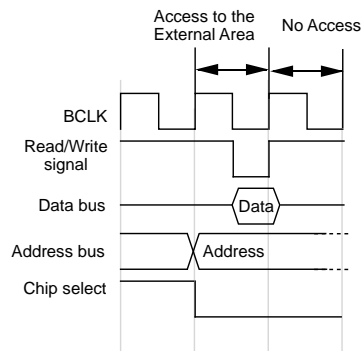 Access to the
External Area
No Access
BCLK
Read/Write
signal
Data bus
Data
Address bus
Address
Chip select